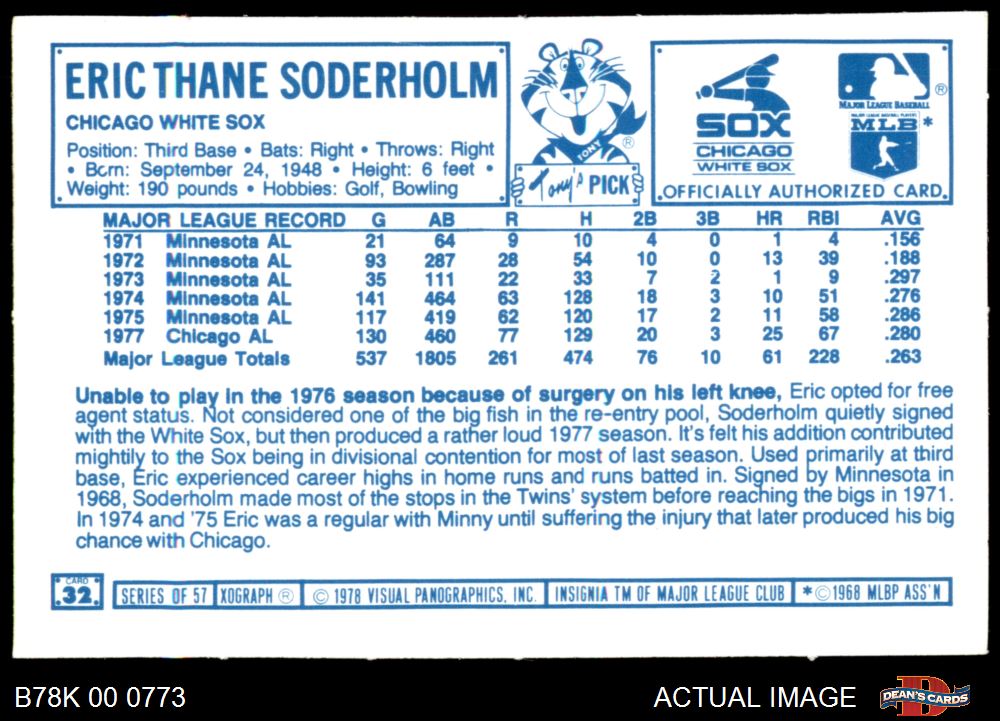 ERIC THANE SODERHOLM
CHICAGO WHITE SOX
Position: Third Base • Bats: Right • Throws: Right
• Born: September 24, 1948 • Height: 6 feet •
Weight: 190 pounds • Hobbies: Golf, Bowling
TONY
®
Tony's PICK
SOX
CHICAGO
WHITE SOX
®
MAJOR LEAGUE BASEBALL
MAJOR LEAGUE BASEBALL PLAYERS
MLB *
OFFICIALLY AUTHORIZED CARD
MAJOR LEAGUE RECORD G AB R H 2B 3B HR RBI AVG
1971 Minnesota AL 21 64 9 10 4 0 1 4 .156
1972 Minnesota AL 93 287 28 54 10 0 13 39 .188
1973 Minnesota AL 35 111 22 33 7 2 1 9 .297
1974 Minnesota AL 141 464 63 128 18 3 10 51 .276
1975 Minnesota AL 117 419 62 120 17 2 11 58 .286
1977 Chicago AL 130 460 77 129 20 3 25 67 .280
Major League Totals 537 1805 261 474 76 10 61 228 .263
Unable to play in the 1976 season because of surgery on his left knee, Eric opted for free
agent status. Not considered one of the big fish in the re-entry pool, Soderholm quietly signed
with the White Sox, but then produced a rather loud 1977 season. It's felt his addition contributed
mightily to the Sox being in divisional contention for most of last season. Used primarily at third
base, Eric experienced career highs in home runs and runs batted in. Signed by Minnesota in
1968, Soderholm made most of the stops in the Twins' system before reaching the bigs in 1971.
In 1974 and '75 Eric was a regular with Minny until suffering the injury that later produced his big
chance with Chicago.
CARD
32
SERIES OF 57 XOGRAPH ® © 1978 VISUAL PANOGRAPHICS, INC. INSIGNIA TM OF MAJOR LEAGUE CLUB *©1968 MLBP ASS'N
B78K 00 0773
ACTUAL IMAGE
DEAN'S CARDS